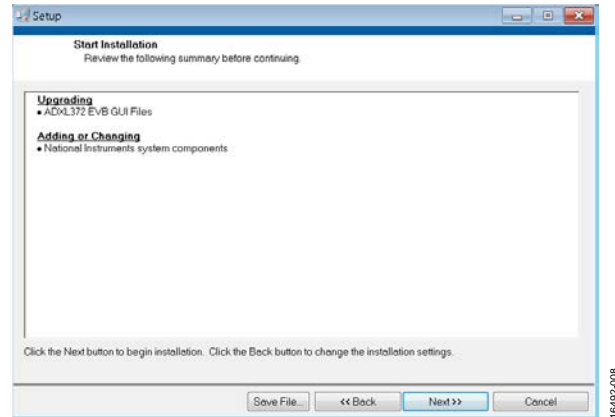 Setup
Start Installation
Review the following summary before continuing.
Upgrading
• ADXL372 EVB GUI Files
Adding or Changing
• National Instruments system components
Click the Next button to begin installation. Click the Back button to change the installation settings.
Save File... << Back Next >> Cancel